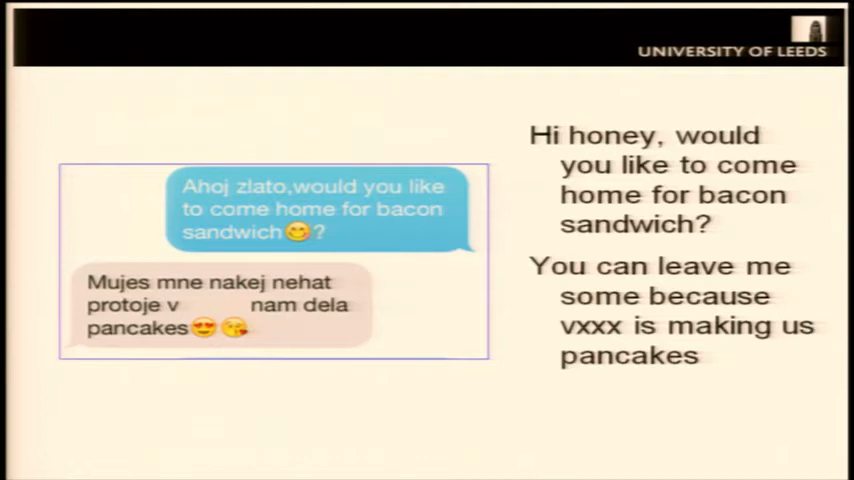 UNIVERSITY OF LEEDS
Ahoj zlato,would you like
to come home for bacon
sandwich😋?
Mujes mne nakej nehat
protoje v nam dela
pancakes😍😘
Hi honey, would
you like to come
home for bacon
sandwich?
You can leave me
some because
vxxx is making us
pancakes